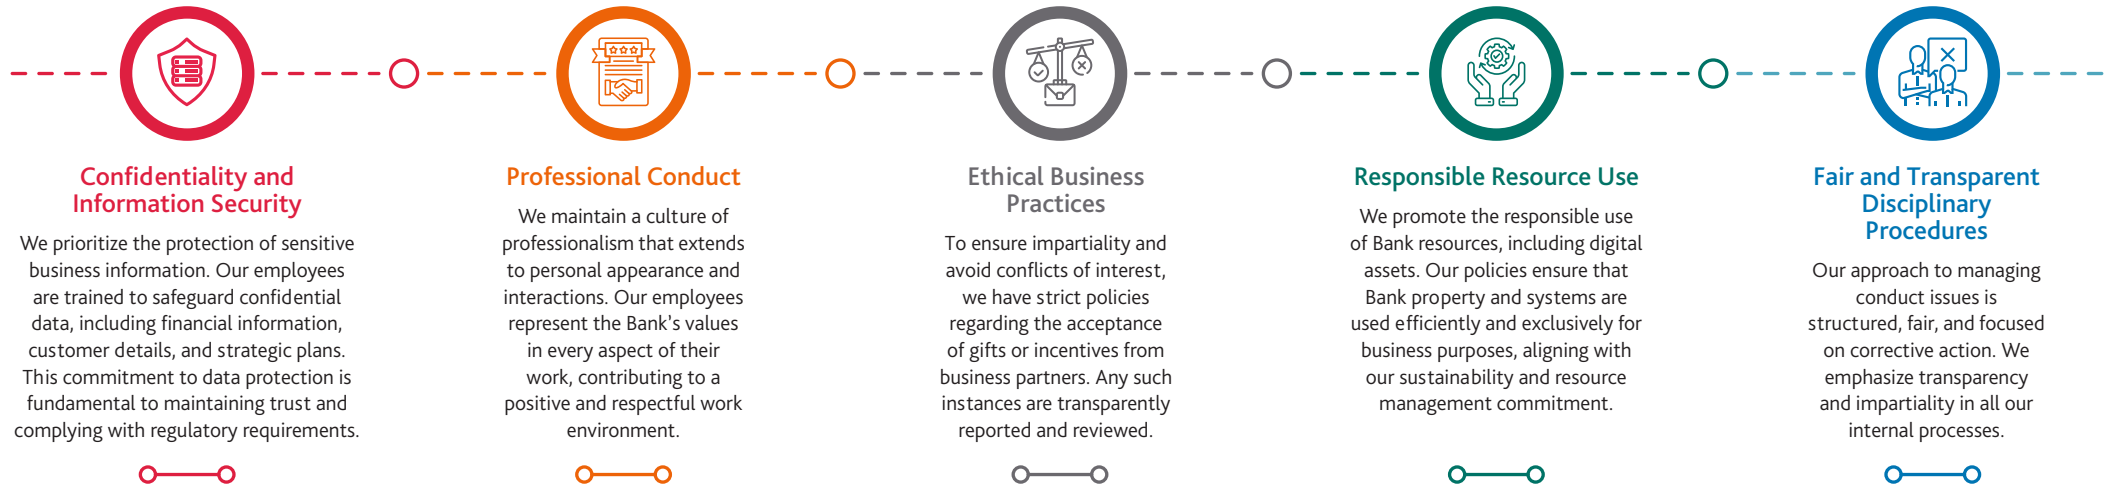 Confidentiality and
Information Security
We prioritize the protection of sensitive
business information. Our employees
are trained to safeguard confidential
data, including financial information,
customer details, and strategic plans.
This commitment to data protection is
fundamental to maintaining trust and
complying with regulatory requirements.
Professional Conduct
We maintain a culture of
professionalism that extends
to personal appearance and
interactions. Our employees
represent the Bank's values
in every aspect of their
work, contributing to a
positive and respectful work
environment.
Ethical Business
Practices
To ensure impartiality and
avoid conflicts of interest,
we have strict policies
regarding the acceptance
of gifts or incentives from
business partners. Any such
instances are transparently
reported and reviewed.
Responsible Resource Use
We promote the responsible use
of Bank resources, including digital
assets. Our policies ensure that
Bank property and systems are
used efficiently and exclusively for
business purposes, aligning with
our sustainability and resource
management commitment.
Fair and Transparent
Disciplinary
Procedures
Our approach to managing
conduct issues is
structured, fair, and focused
on corrective action. We
emphasize transparency
and impartiality in all our
internal processes.